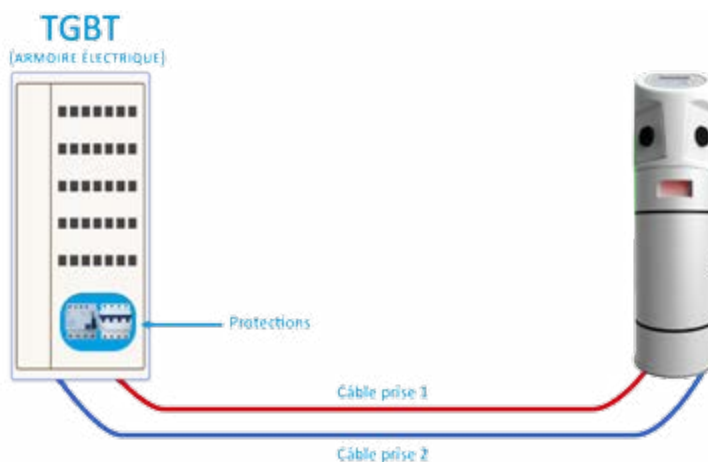 TGBT
(ARMOIRE ÉLECTRIQUE)
Protections
Câble prise 1
Câble prise 2